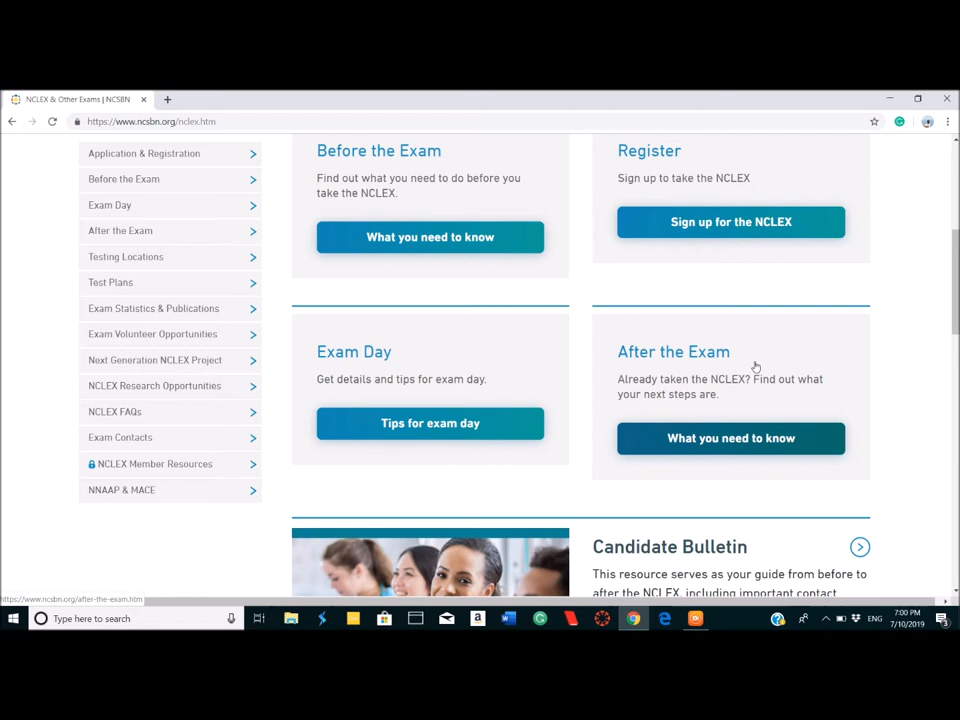 NCLEX & Other Exams | NCSBN
https://www.ncsbn.org/nclex.htm
Application & Registration
Before the Exam
Exam Day
After the Exam
Testing Locations
Test Plans
Exam Statistics & Publications
Exam Volunteer Opportunities
Next Generation NCLEX Project
NCLEX Research Opportunities
NCLEX FAQs
Exam Contacts
NCLEX Member Resources
NNAAP & MACE
Before the Exam
Find out what you need to do before you
take the NCLEX.
What you need to know
Register
Sign up to take the NCLEX
Sign up for the NCLEX
Exam Day
Get details and tips for exam day.
Tips for exam day
After the Exam
Already taken the NCLEX? Find out what
your next steps are.
What you need to know
Candidate Bulletin
This resource serves as your guide from before to
after the NCLEX, including important contact
https://www.ncsbn.org/after-the-exam.htm
Type here to search
ENG
7:00 PM
7/10/2019